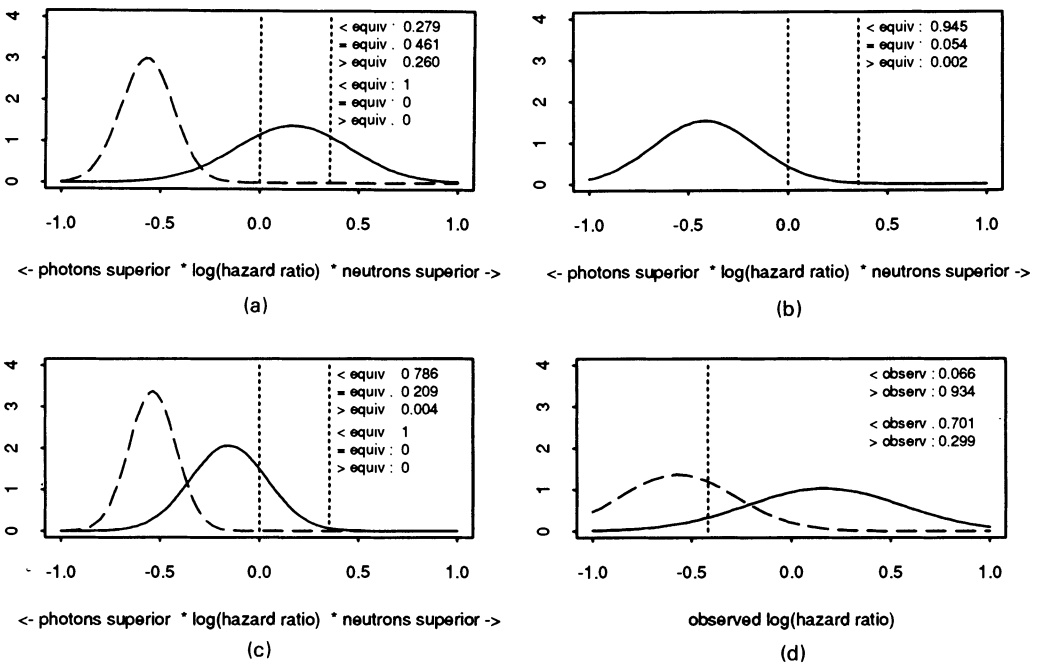 4
3
2
1
0
< equiv · 0.279
= equiv . 0 461
> equiv 0.260
< equiv : 1
= equiv · 0
> equiv . 0
-1.0 -0.5 0.0 0.5 1.0
<- photons superior * log(hazard ratio) * neutrons superior ->
(a)
4
3
2
1
0
< equiv : 0.945
= equiv : 0.054
> equiv : 0.002
-1.0 -0.5 0.0 0.5 1.0
<- photons superior * log(hazard ratio) * neutrons superior ->
(b)
4
3
2
1
0
< equiv 0 786
= equiv . 0 209
> equiv 0.004
< equiv 1
= equiv : 0
> equiv : 0
-1.0 -0.5 0.0 0.5 1.0
<- photons superior * log(hazard ratio) * neutrons superior ->
(c)
4
3
2
1
0
< observ : 0.066
> observ : 0.934
< observ . 0.701
> observ : 0.299
-1.0 -0.5 0.0 0.5 1.0
observed log(hazard ratio)
(d)